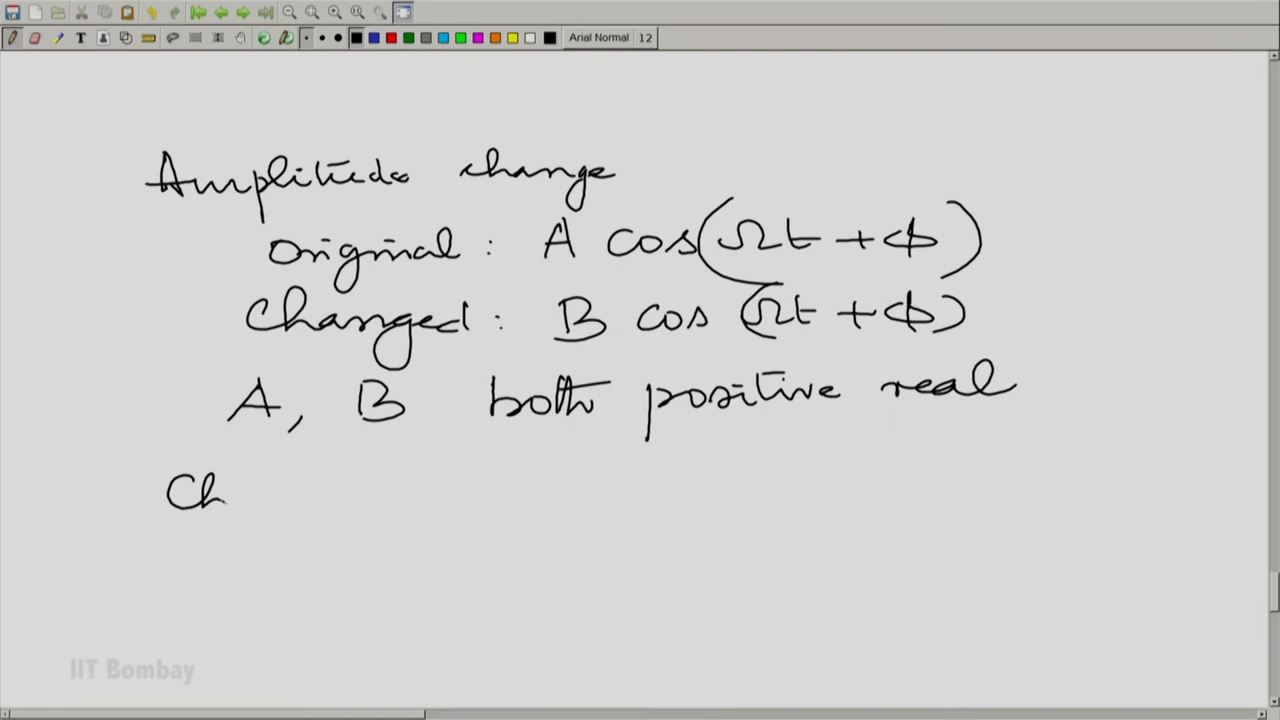 Arial Normal 12
Amplitude change
Original : A cos(Ωt + Φ)
Changed : B cos (Ωt + Φ)
A, B both positive real
Ch
IIT Bombay